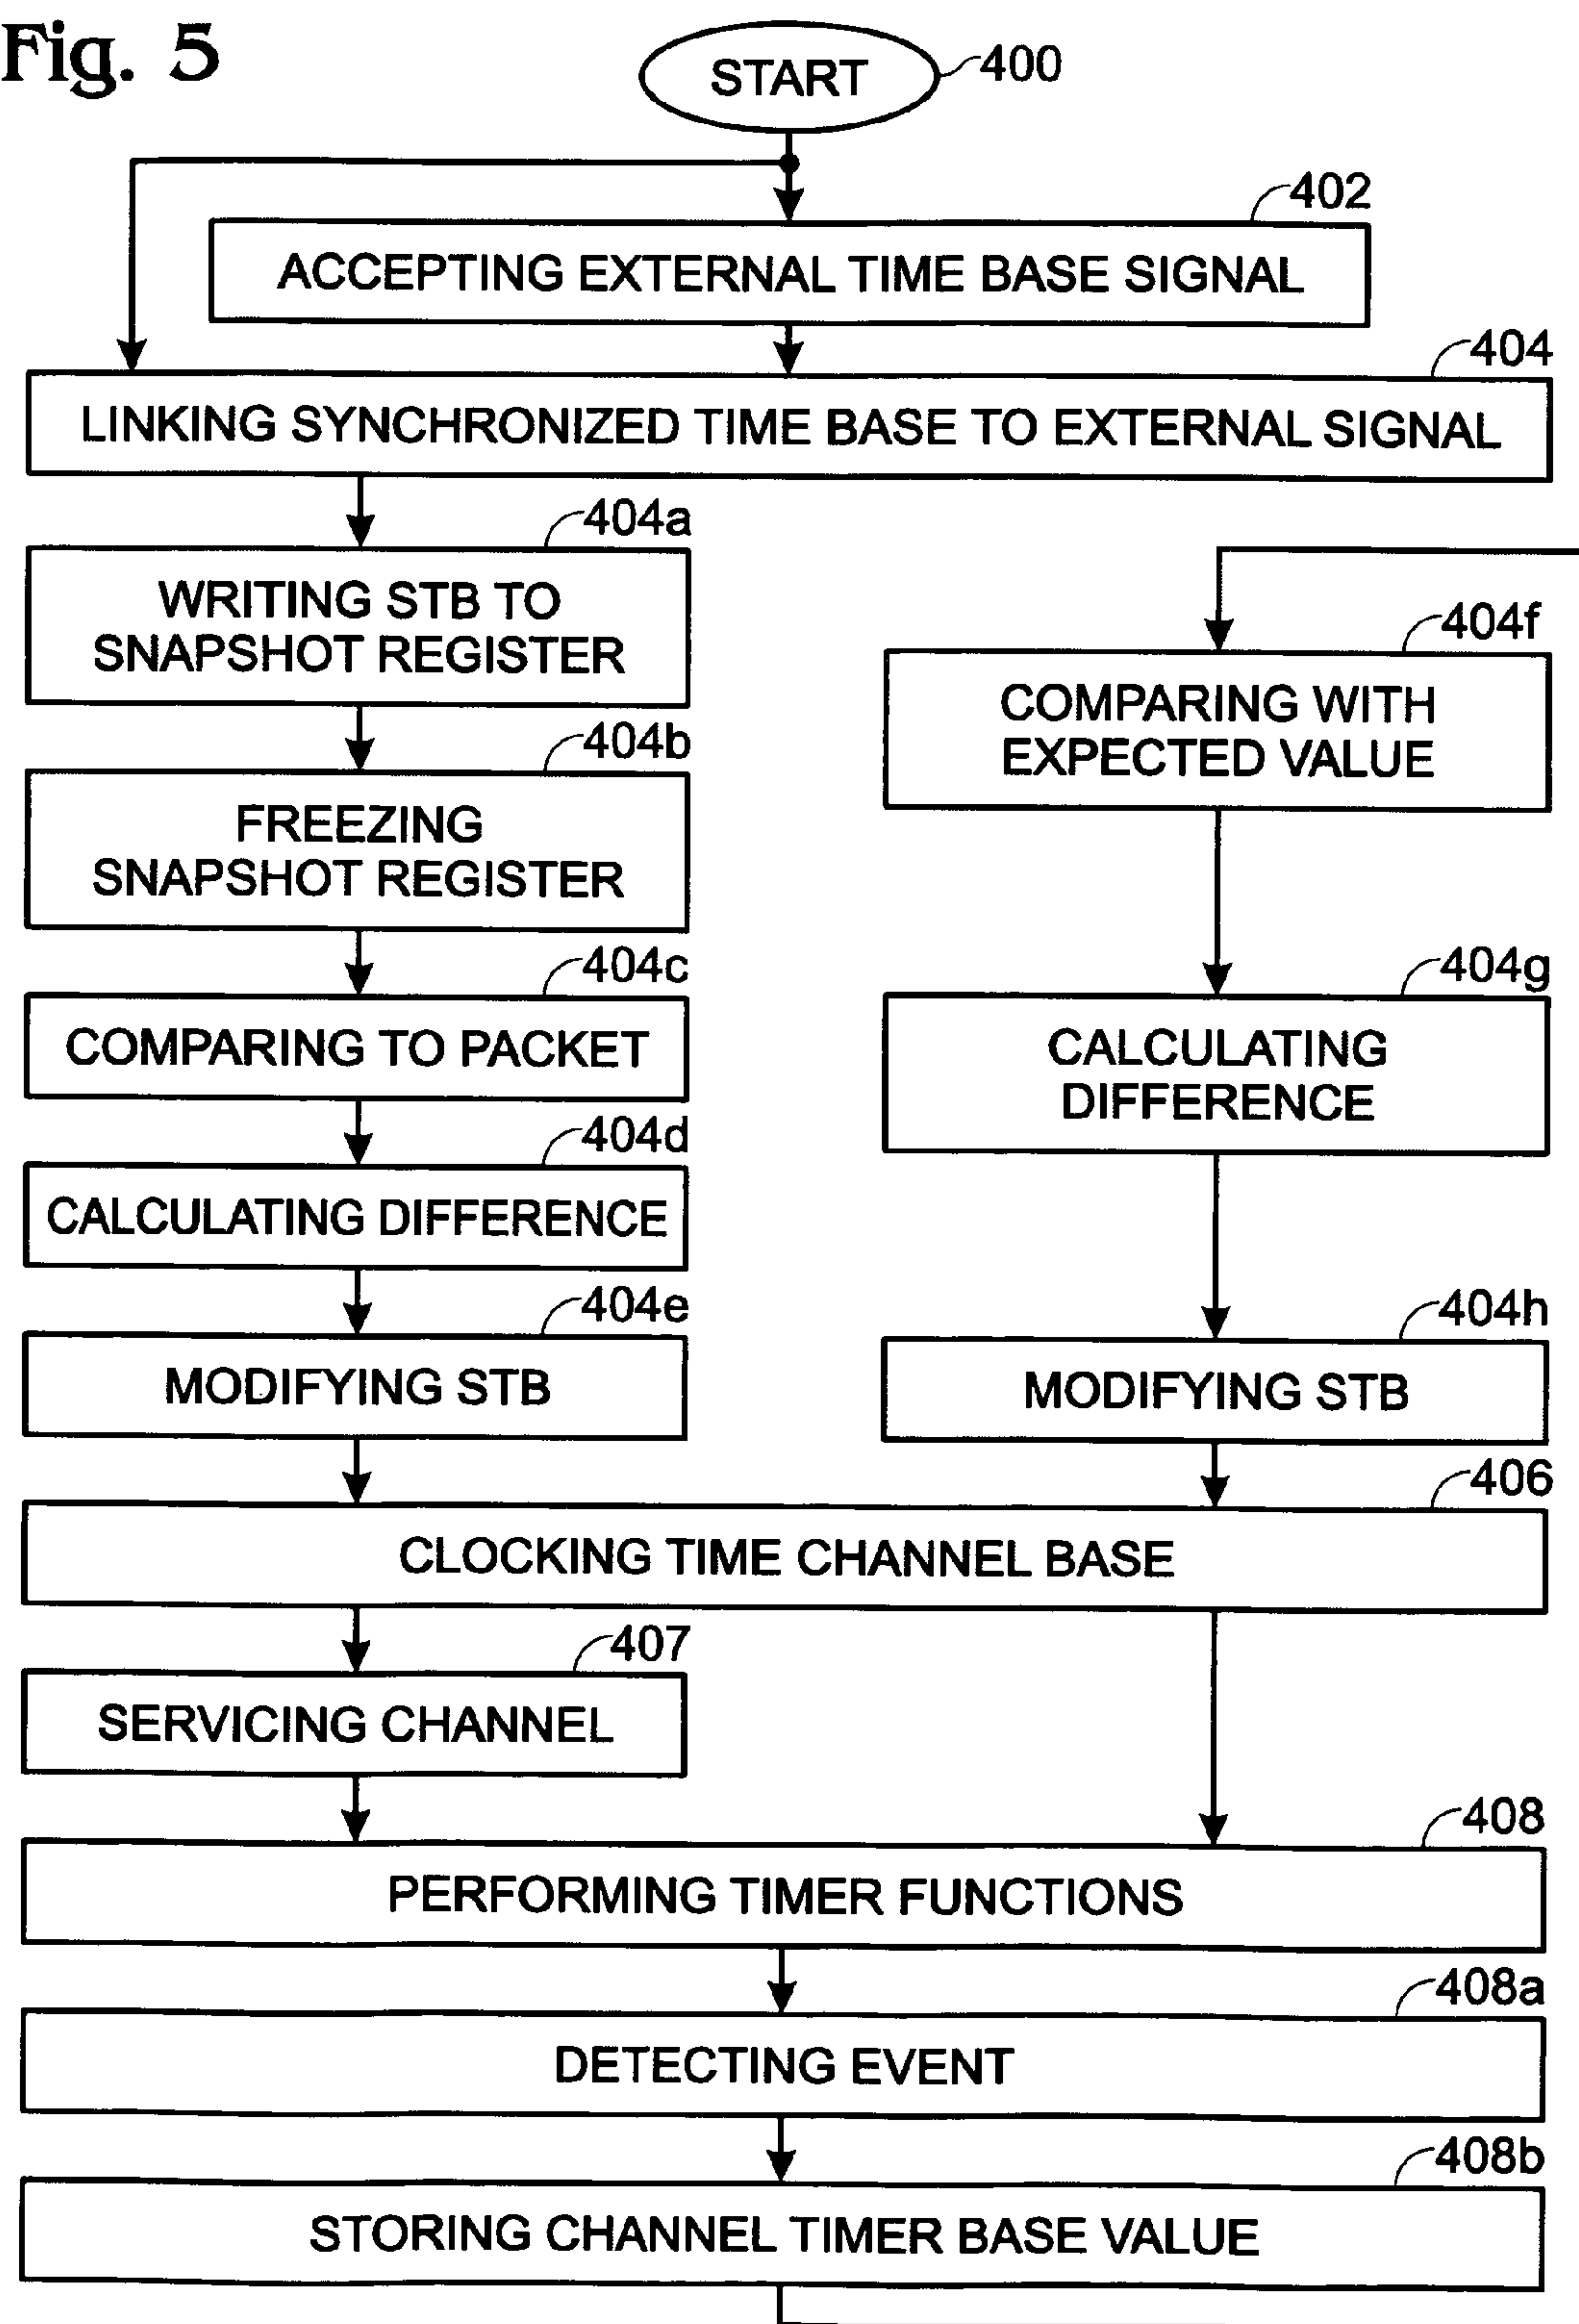 Fig. 5
START
400
402
ACCEPTING EXTERNAL TIME BASE SIGNAL
404
LINKING SYNCHRONIZED TIME BASE TO EXTERNAL SIGNAL
404a
WRITING STB TO
SNAPSHOT REGISTER
404b
FREEZING
SNAPSHOT REGISTER
404c
COMPARING TO PACKET
404d
CALCULATING DIFFERENCE
404e
MODIFYING STB
404f
COMPARING WITH
EXPECTED VALUE
404g
CALCULATING
DIFFERENCE
404h
MODIFYING STB
406
CLOCKING TIME CHANNEL BASE
407
SERVICING CHANNEL
408
PERFORMING TIMER FUNCTIONS
408a
DETECTING EVENT
408b
STORING CHANNEL TIMER BASE VALUE